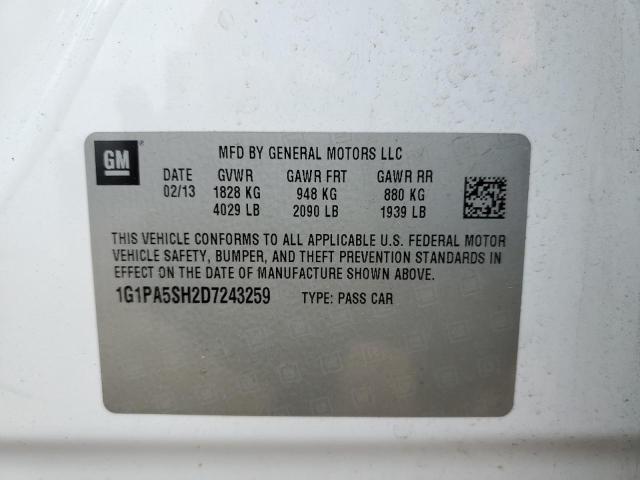 GM ® MFD BY GENERAL MOTORS LLC
DATE GVWR GAWR FRT GAWR RR
02/13 1828 KG 948 KG 880 KG
4029 LB 2090 LB 1939 LB
THIS VEHICLE CONFORMS TO ALL APPLICABLE U.S. FEDERAL MOTOR
VEHICLE SAFETY, BUMPER, AND THEFT PREVENTION STANDARDS IN
EFFECT ON THE DATE OF MANUFACTURE SHOWN ABOVE.
1G1PA5SH2D7243259 TYPE: PASS CAR